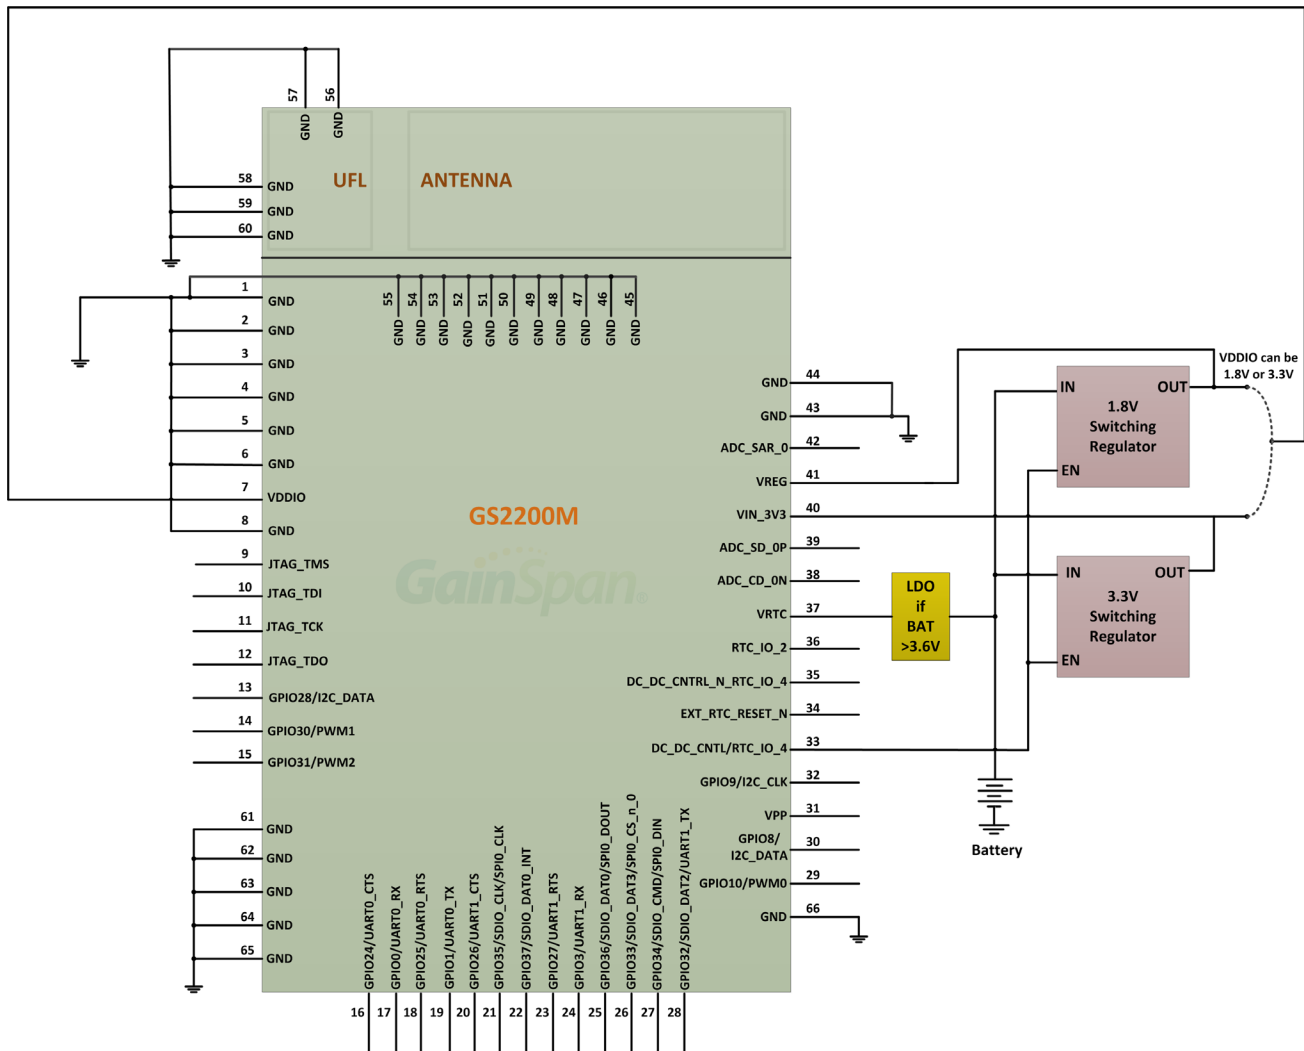 57
56
GND
GND
UFL
ANTENNA
58
GND
59
GND
60
GND
1
GND
2
GND
3
GND
4
GND
5
GND
6
GND
7
VDDIO
8
GND
9
JTAG_TMS
10
JTAG_TDI
11
JTAG_TCK
12
JTAG_TDO
13
GPIO28/I2C_DATA
14
GPIO30/PWM1
15
GPIO31/PWM2
61
GND
62
GND
63
GND
64
GND
65
GND
55
54
53
52
51
50
49
48
47
46
45
GND
GND
GND
GND
GND
GND
GND
GND
GND
GND
GND
GS2200M
GainSpan®
GND
44
GND
43
ADC_SAR_0
42
VREG
41
VIN_3V3
40
ADC_SD_0P
39
ADC_CD_0N
38
VRTC
37
RTC_IO_2
36
DC_DC_CNTRL_N_RTC_IO_4
35
EXT_RTC_RESET_N
34
DC_DC_CNTL/RTC_IO_4
33
GPIO9/I2C_CLK
32
VPP
31
GPIO8/
I2C_DATA
30
GPIO10/PWM0
29
GND
66
GPIO24/UART0_CTS
GPIO0/UART0_RX
GPIO25/UART0_RTS
GPIO1/UART0_TX
GPIO26/UART1_CTS
GPIO35/SDIO_CLK/SPI0_CLK
GPIO37/SDIO_DAT0_INT
GPIO27/UART1_RTS
GPIO3/UART1_RX
GPIO36/SDIO_DAT0/SPI0_DOUT
GPIO33/SDIO_DAT3/SPI0_CS_n_0
GPIO34/SDIO_CMD/SPI0_DIN
GPIO32/SDIO_DAT2/UART1_TX
16
17
18
19
20
21
22
23
24
25
26
27
28
LDO
if
BAT
>3.6V
VDDIO can be
1.8V or 3.3V
IN
OUT
1.8V
Switching
Regulator
EN
IN
OUT
3.3V
Switching
Regulator
EN
Battery